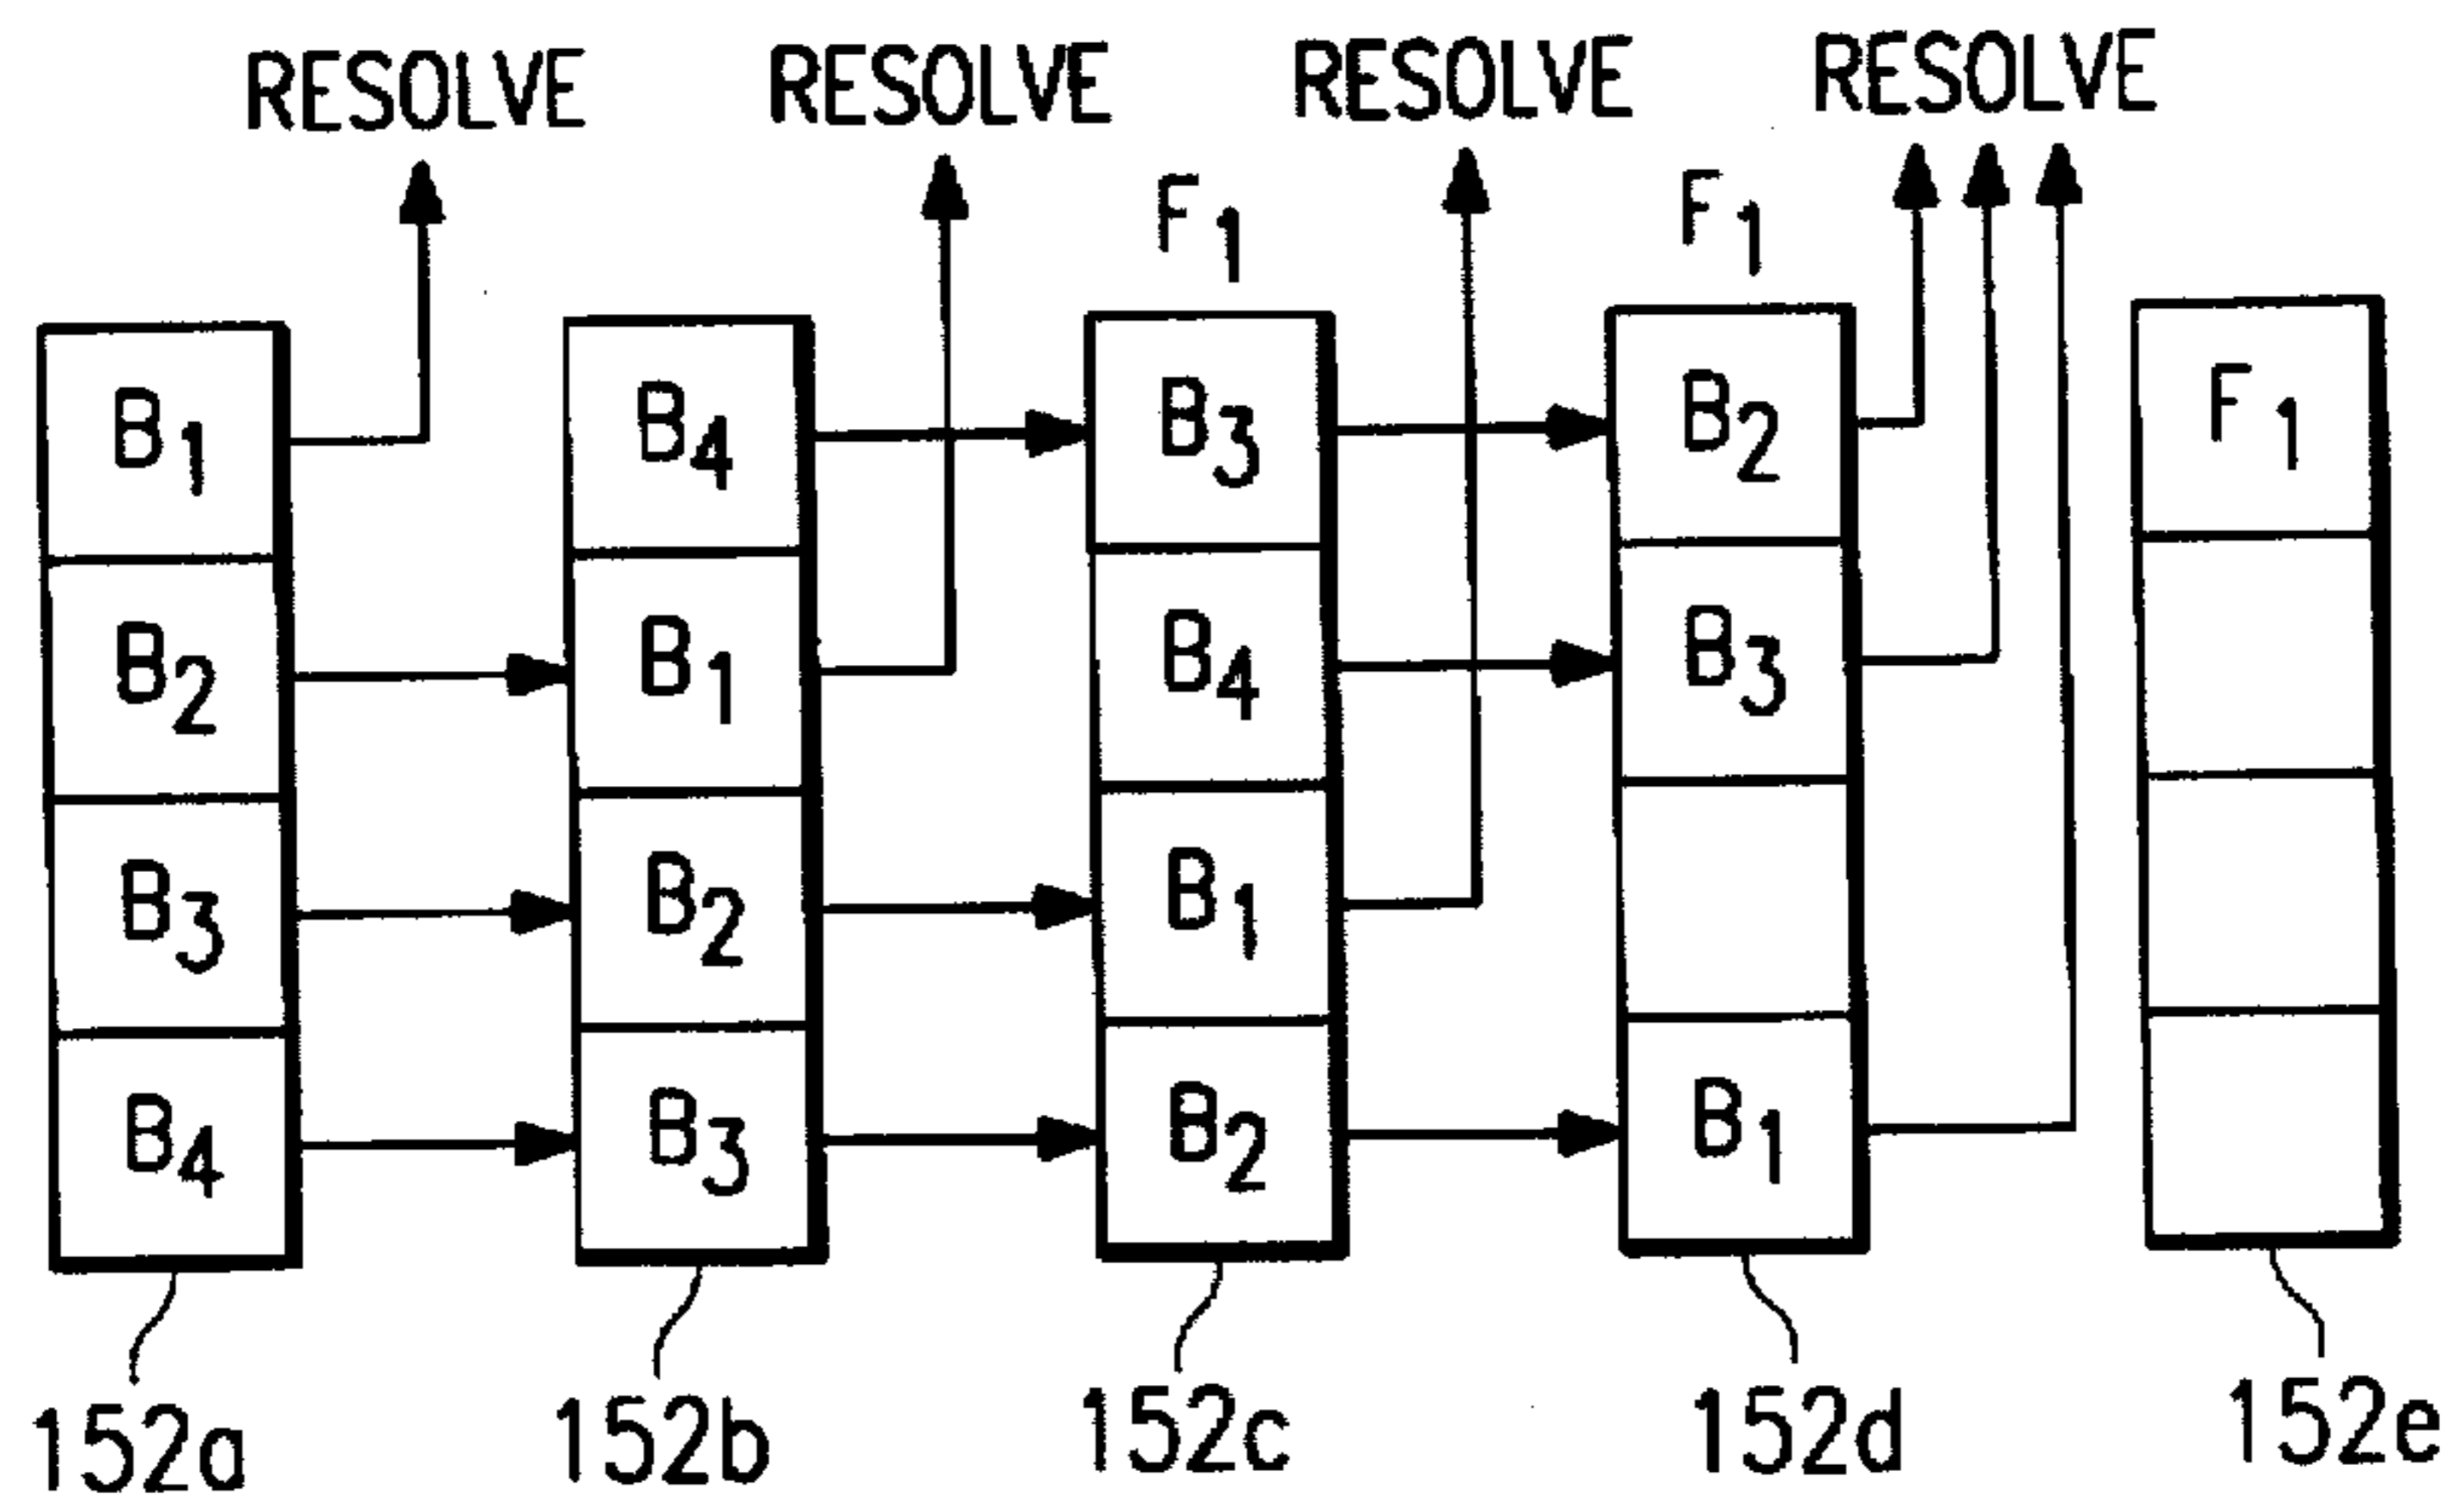 RESOLVE RESOLVE RESOLVE RESOLVE
F1 F1
B1 B4 B3 B2 F1
B2 B1 B4 B3
B3 B2 B1
B4 B3 B2 B1
152a 152b 152c 152d 152e